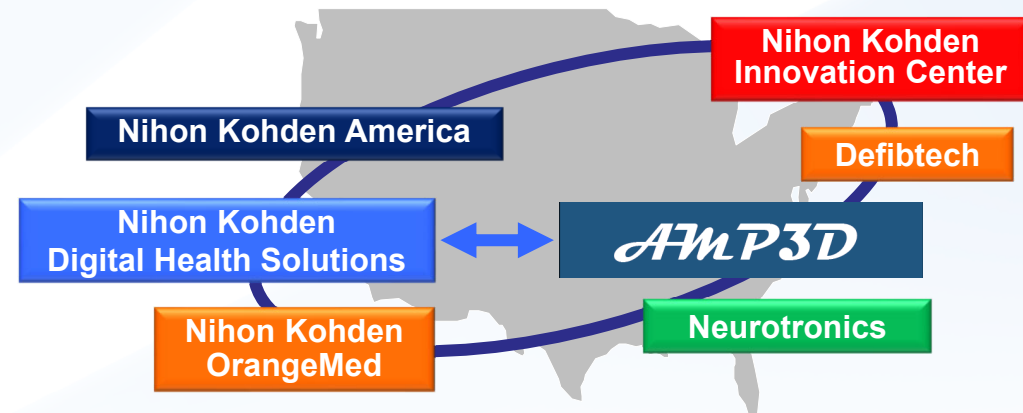 Nihon Kohden
Innovation Center
Nihon Kohden America
Defibtech
Nihon Kohden
Digital Health Solutions
AMP3D
Nihon Kohden
OrangeMed
Neurotronics